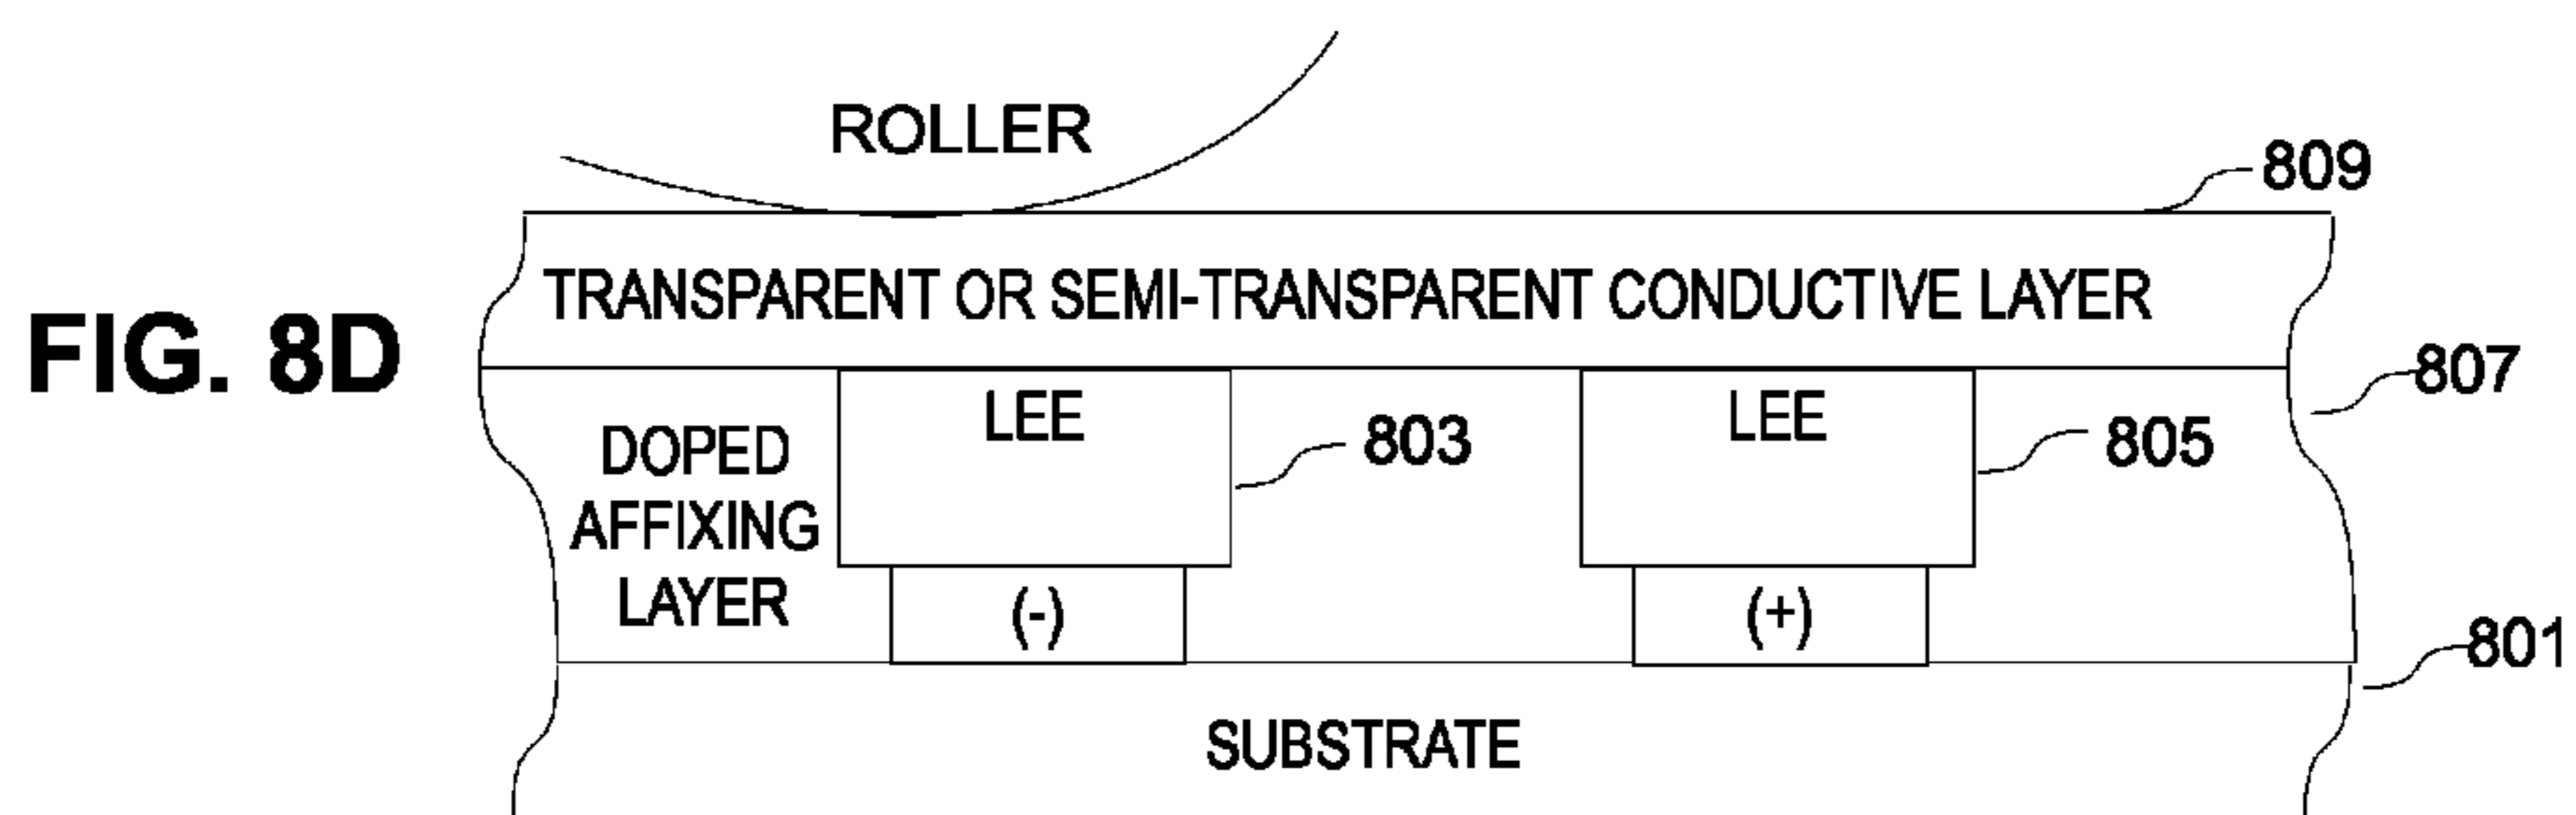 ROLLER
809
TRANSPARENT OR SEMI-TRANSPARENT CONDUCTIVE LAYER
FIG. 8D
807
LEE
LEE
DOPED
AFFIXING
LAYER
803
805
(-)
(+)
801
SUBSTRATE